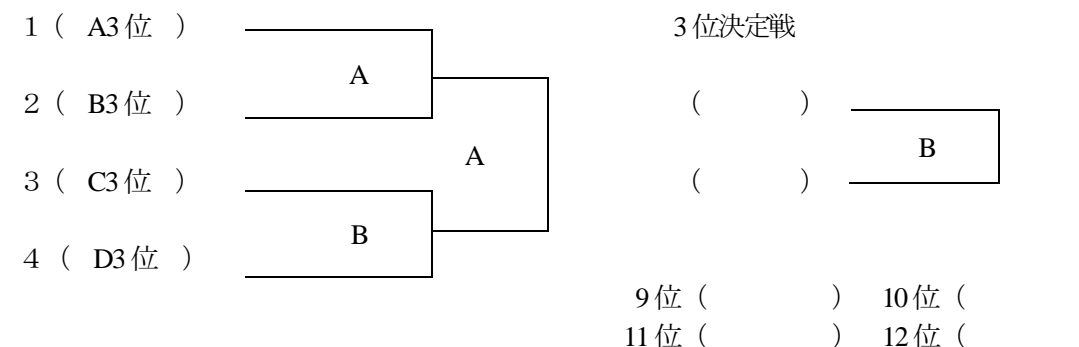 １（ A3位 ） 3位決定戦
A
２（ B3位 ） （ ）
A B
３（ C3位 ） （ ）
B
４（ D3位 ）
9位（ ） 10位（
11位（ ） 12位（